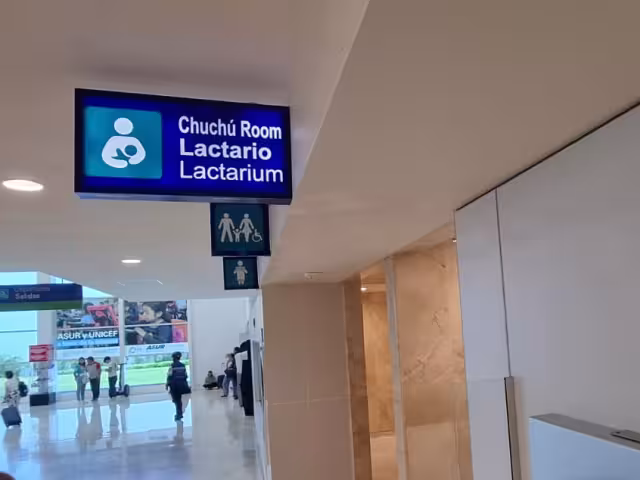 Chuchú Room
Lactario
Lactarium
Salidas
ASUR y UNICEF
ASUR